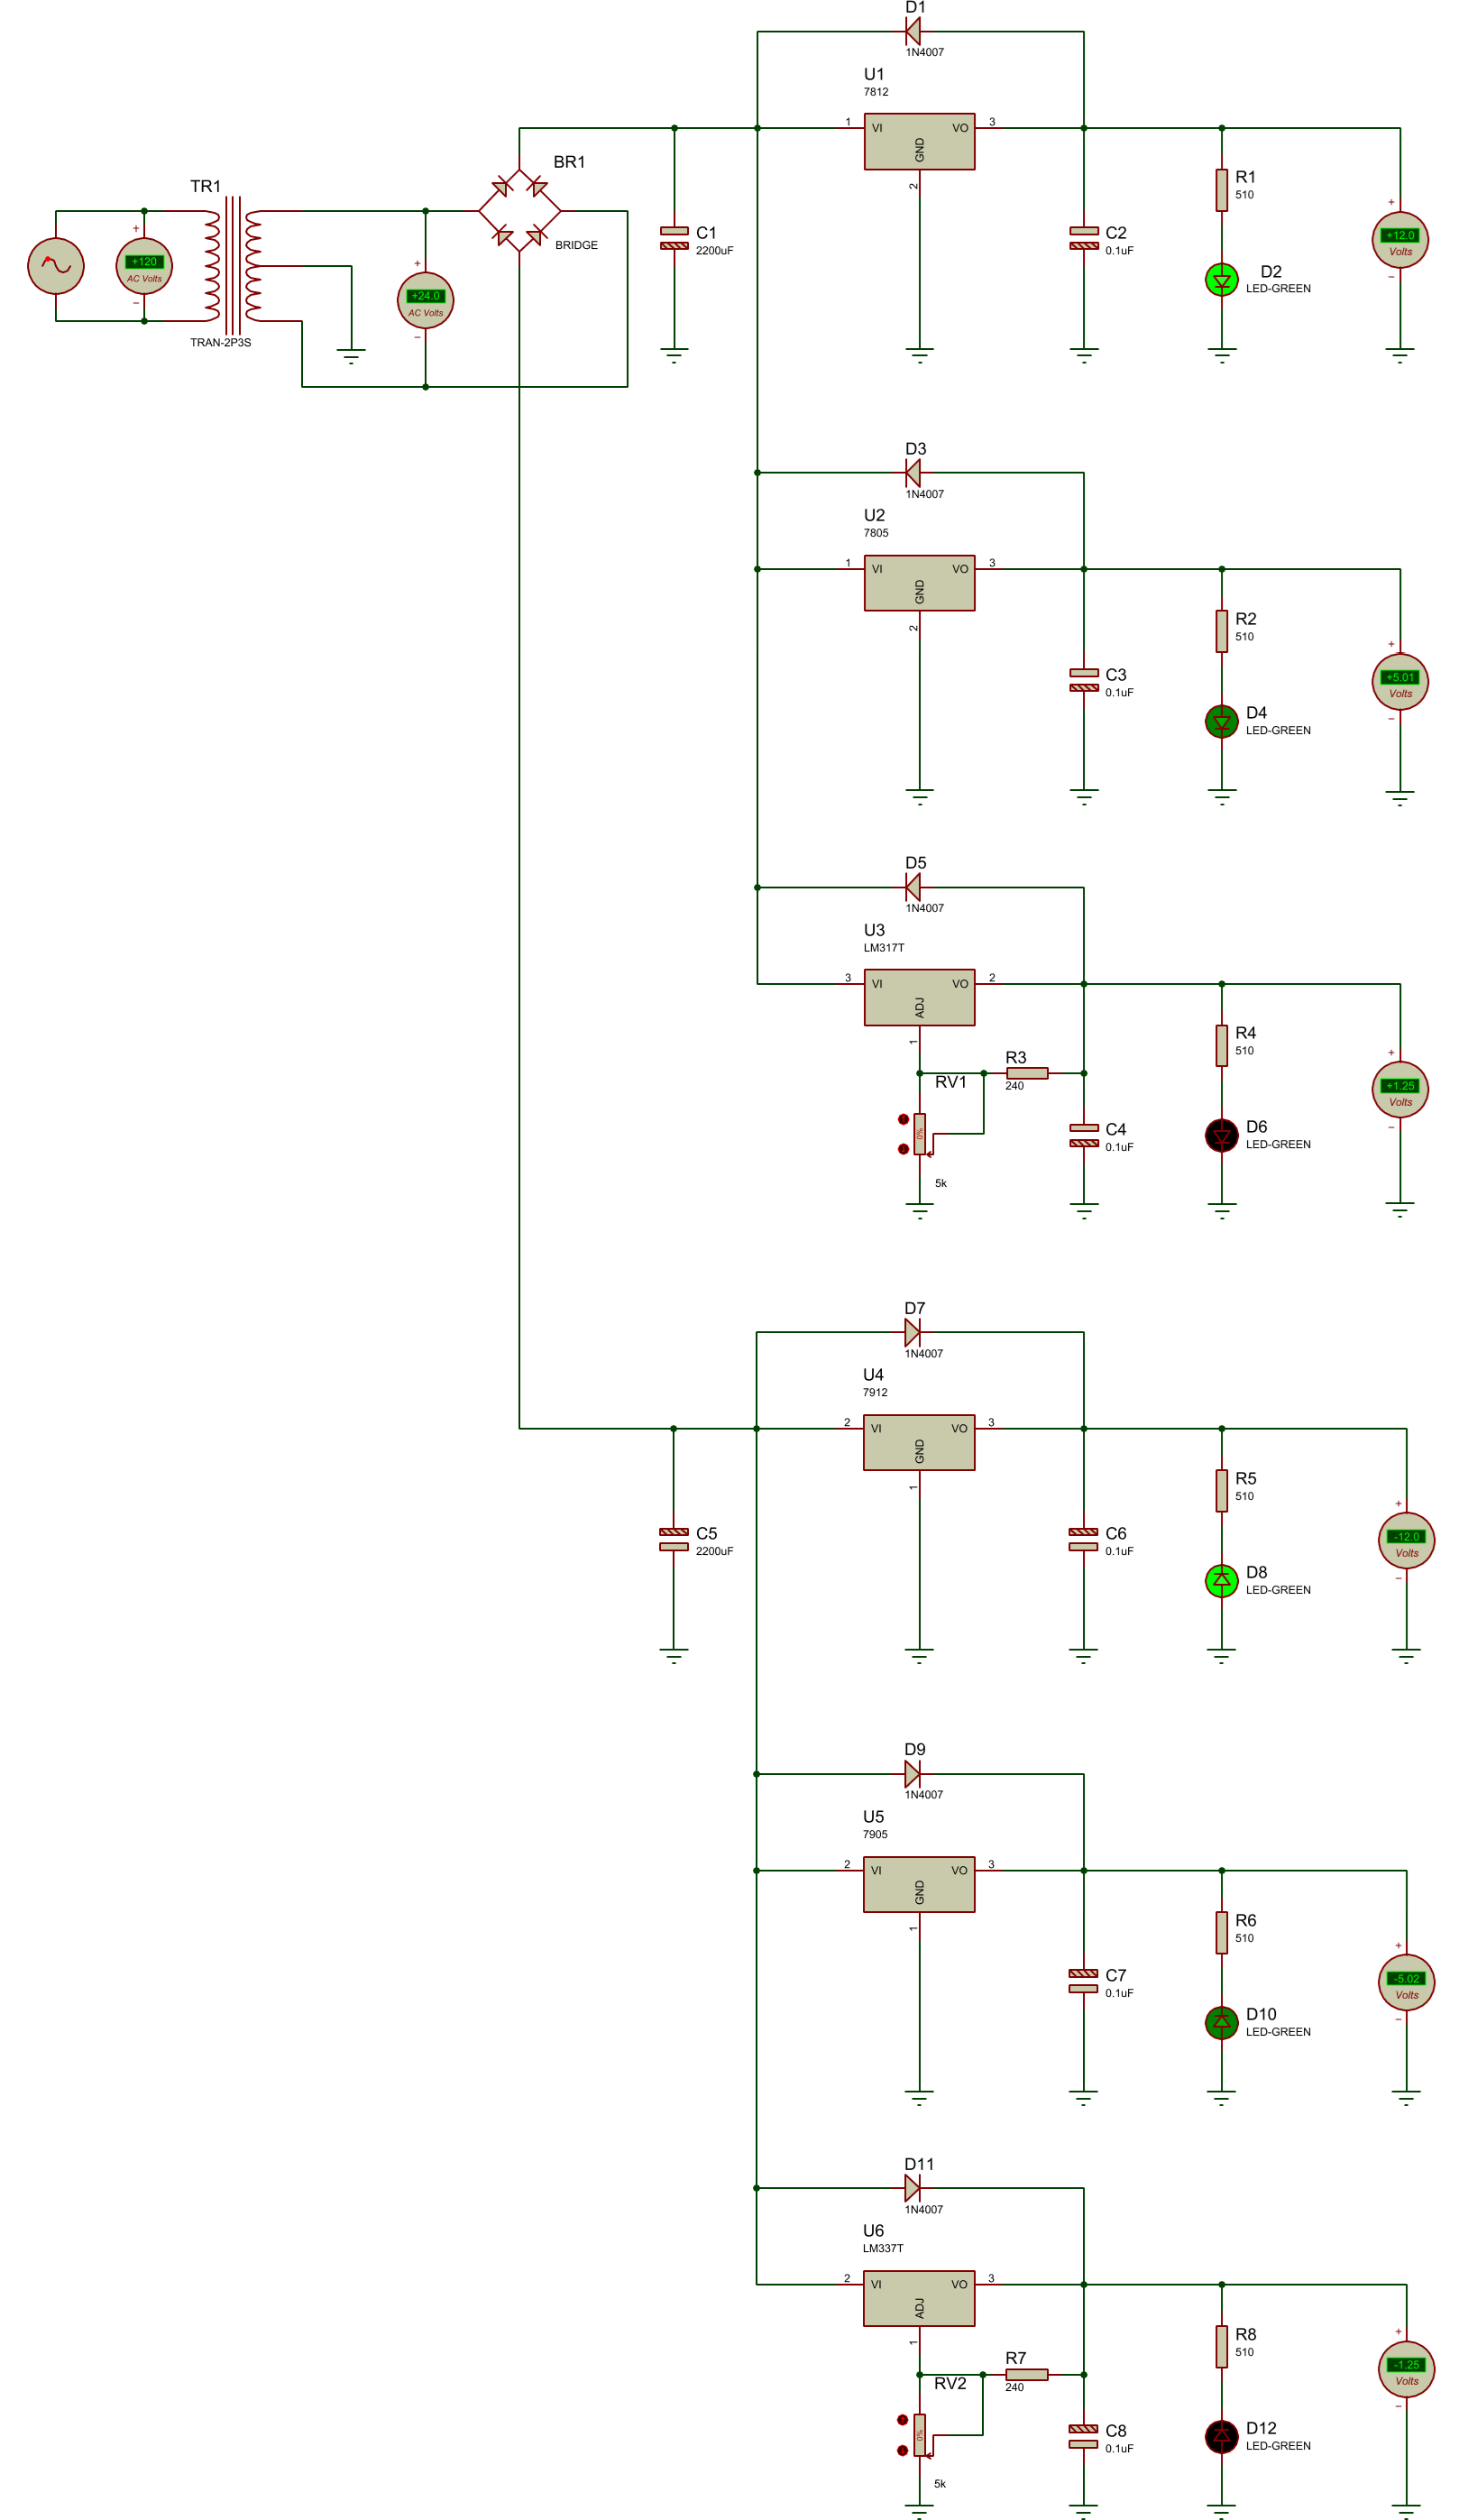 D1
1N4007
U1
7812
1
VI
VO
3
GND
2
BR1
BRIDGE
TR1
TRAN-2P3S
+
+120
AC Volts
−
+
+24.0
AC Volts
−
C1
2200uF
C2
0.1uF
R1
510
D2
LED-GREEN
+
+12.0
Volts
−
D3
1N4007
U2
7805
1
VI
VO
3
GND
2
C3
0.1uF
R2
510
D4
LED-GREEN
+
+5.01
Volts
−
D5
1N4007
U3
LM317T
3
VI
VO
2
ADJ
1
R3
240
RV1
0%
5k
C4
0.1uF
R4
510
D6
LED-GREEN
+
+1.25
Volts
−
D7
1N4007
U4
7912
2
VI
VO
3
GND
1
C5
2200uF
C6
0.1uF
R5
510
D8
LED-GREEN
+
-12.0
Volts
−
D9
1N4007
U5
7905
2
VI
VO
3
GND
1
C7
0.1uF
R6
510
D10
LED-GREEN
+
-5.02
Volts
−
D11
1N4007
U6
LM337T
2
VI
VO
3
ADJ
1
R7
240
RV2
0%
5k
C8
0.1uF
R8
510
D12
LED-GREEN
+
-1.25
Volts
−